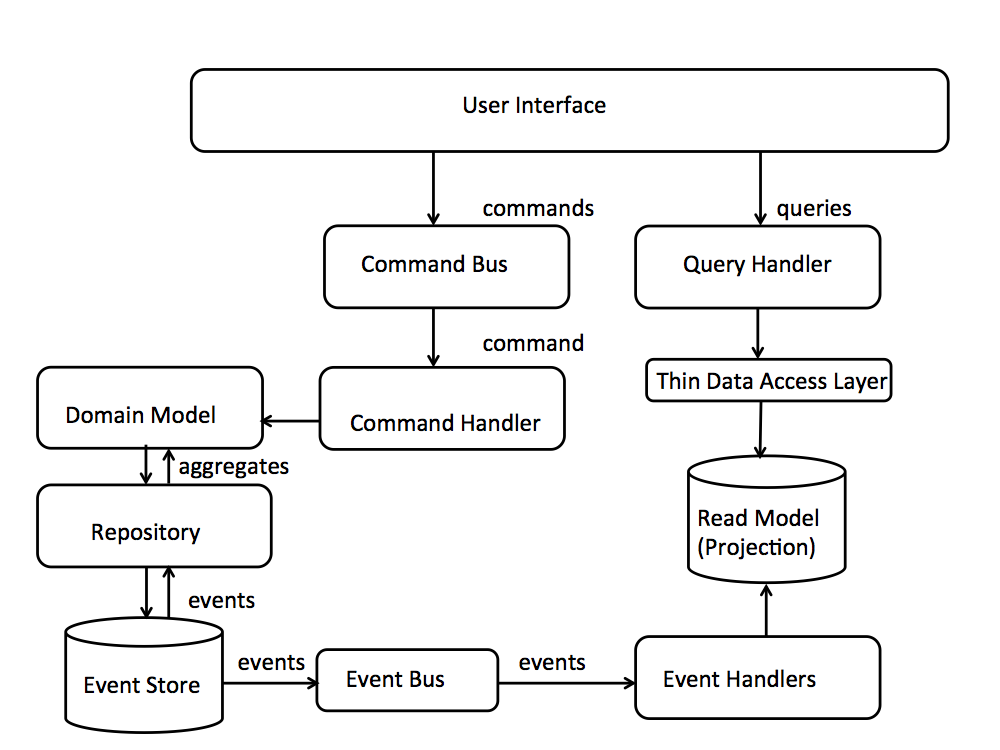 User Interface
commands
queries
Command Bus
Query Handler
command
Thin Data Access Layer
Domain Model
Command Handler
aggregates
Read Model
(Projection)
Repository
events
events
events
Event Store
Event Bus
Event Handlers